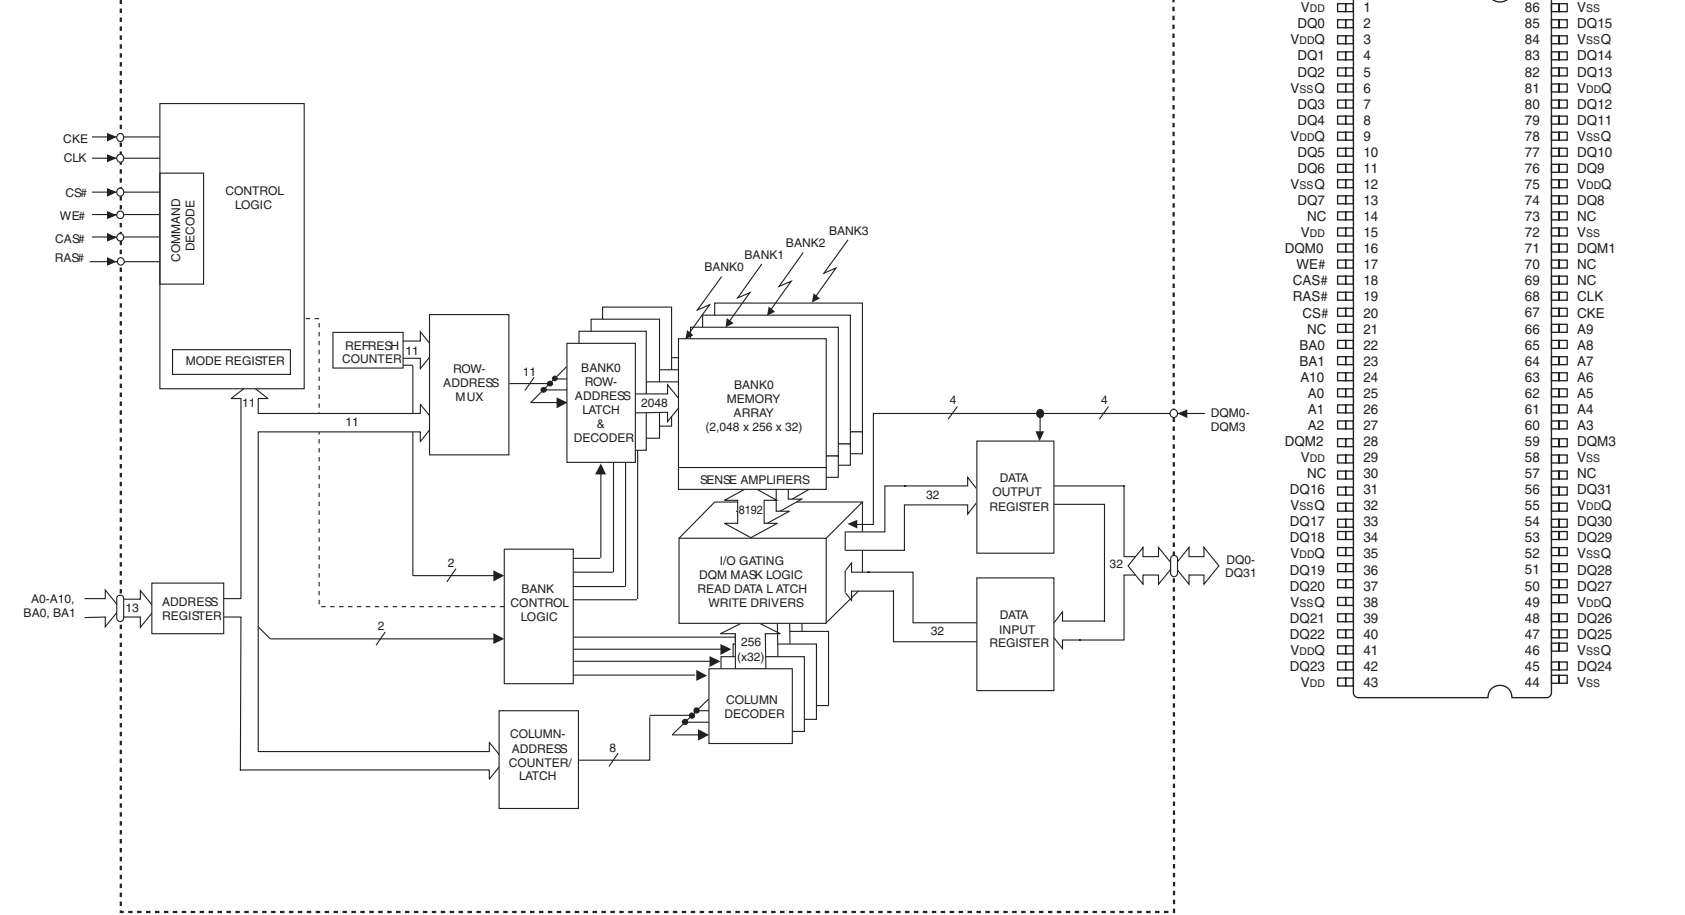 CKE
CLK
CS#
WE#
CAS#
RAS#
COMMAND
DECODE
CONTROL
LOGIC
MODE REGISTER
11
REFRESH
COUNTER
11
11
ROW-
ADDRESS
MUX
11
BANK0
ROW-
ADDRESS
LATCH
&
DECODER
2048
BANK0
BANK1
BANK2
BANK3
BANK0
MEMORY
ARRAY
(2,048 x 256 x 32)
SENSE AMPLIFIERS
8192
I/O GATING
DQM MASK LOGIC
READ DATA LATCH
WRITE DRIVERS
256
(x32)
COLUMN
DECODER
2
2
BANK
CONTROL
LOGIC
A0-A10,
BA0, BA1
13
ADDRESS
REGISTER
COLUMN-
ADDRESS
COUNTER/
LATCH
8
4
4
DQM0-
DQM3
32
DATA
OUTPUT
REGISTER
32
DATA
INPUT
REGISTER
32
DQ0-
DQ31
VDD 1 86 VSS
DQ0 2 85 DQ15
VDDQ 3 84 VSSQ
DQ1 4 83 DQ14
DQ2 5 82 DQ13
VSSQ 6 81 VDDQ
DQ3 7 80 DQ12
DQ4 8 79 DQ11
VDDQ 9 78 VSSQ
DQ5 10 77 DQ10
DQ6 11 76 DQ9
VSSQ 12 75 VDDQ
DQ7 13 74 DQ8
NC 14 73 NC
VDD 15 72 VSS
DQM0 16 71 DQM1
WE# 17 70 NC
CAS# 18 69 NC
RAS# 19 68 CLK
CS# 20 67 CKE
NC 21 66 A9
BA0 22 65 A8
BA1 23 64 A7
A10 24 63 A6
A0 25 62 A5
A1 26 61 A4
A2 27 60 A3
DQM2 28 59 DQM3
VDD 29 58 VSS
NC 30 57 NC
DQ16 31 56 DQ31
VSSQ 32 55 VDDQ
DQ17 33 54 DQ30
DQ18 34 53 DQ29
VDDQ 35 52 VSSQ
DQ19 36 51 DQ28
DQ20 37 50 DQ27
VSSQ 38 49 VDDQ
DQ21 39 48 DQ26
DQ22 40 47 DQ25
VDDQ 41 46 VSSQ
DQ23 42 45 DQ24
VDD 43 44 VSS